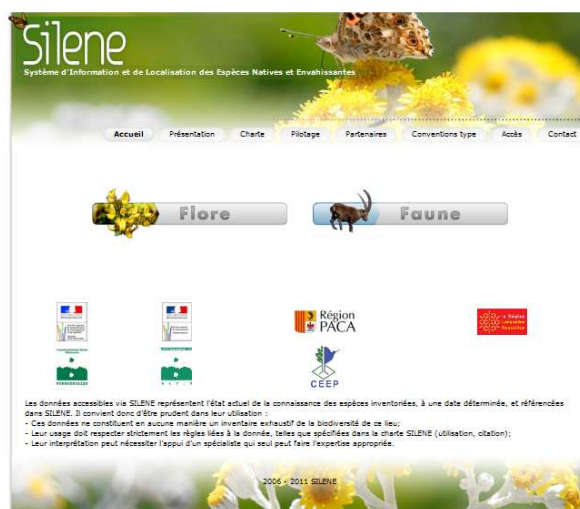 Silene
Système d'Information et de Localisation des Espèces Natives et Envahissantes
Accueil Présentation Charte Pilotage Partenaires Conventions type Accès Contact
Flore Faune
Région
PACA
la Région
Languedoc
Roussillon
CEEP
Les données accessibles via SILENE représentent l'état actuel de la connaissance des espèces inventoriées, à une date déterminée, et référencées
dans SILENE. Il convient donc d'être prudent dans leur utilisation :
- Ces données ne constituent en aucune manière un inventaire exhaustif de la biodiversité de ce lieu;
- Leur usage doit respecter strictement les règles liées à la donnée, telles que spécifiées dans la charte SILENE (utilisation, citation);
- Leur interprétation peut nécessiter l'appui d'un spécialiste qui seul peut faire l'expertise appropriée.
2006 - 2011 SILENE